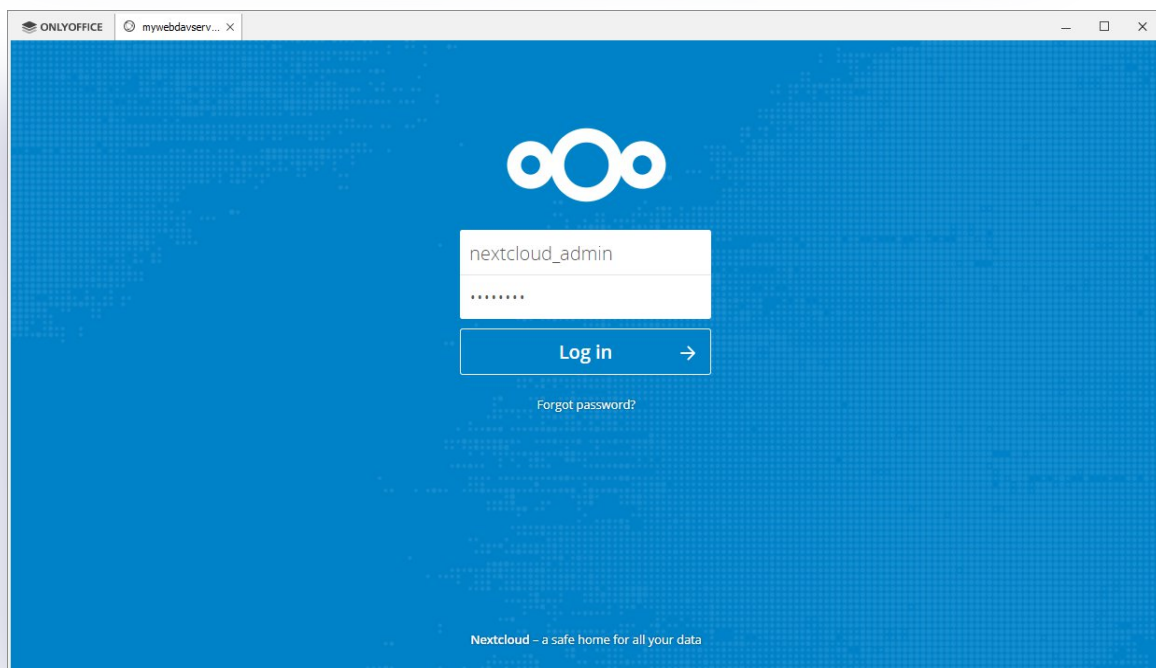 ONLYOFFICE
mywebdavserv...
nextcloud_admin
Log in
Forgot password?
Nextcloud – a safe home for all your data